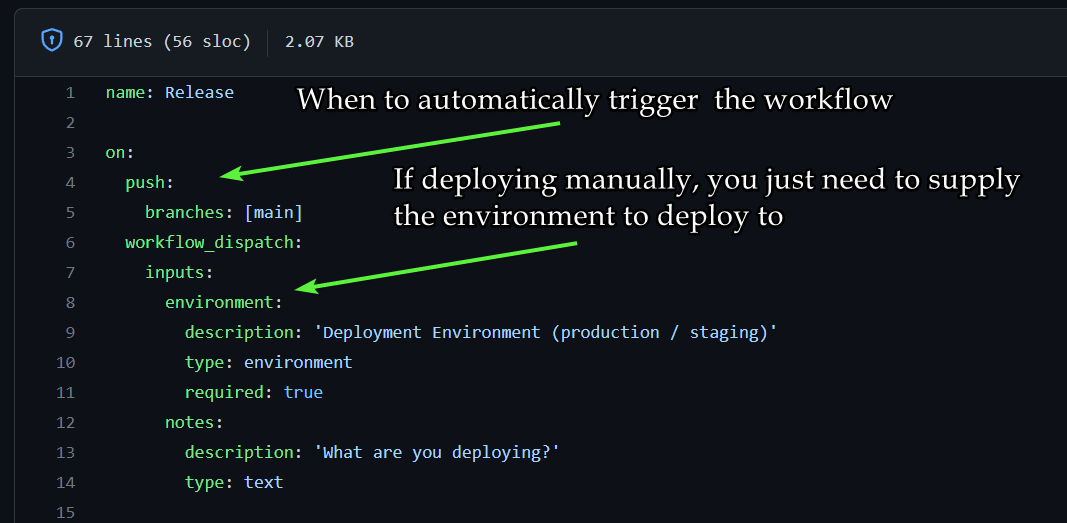 67 lines (56 sloc) 2.07 KB
1 name: Release
When to automatically trigger the workflow
2
3 on:
4 push:
If deploying manually, you just need to supply
the environment to deploy to
5 branches: [main]
6 workflow_dispatch:
7 inputs:
8 environment:
9 description: 'Deployment Environment (production / staging)'
10 type: environment
11 required: true
12 notes:
13 description: 'What are you deploying?'
14 type: text
15